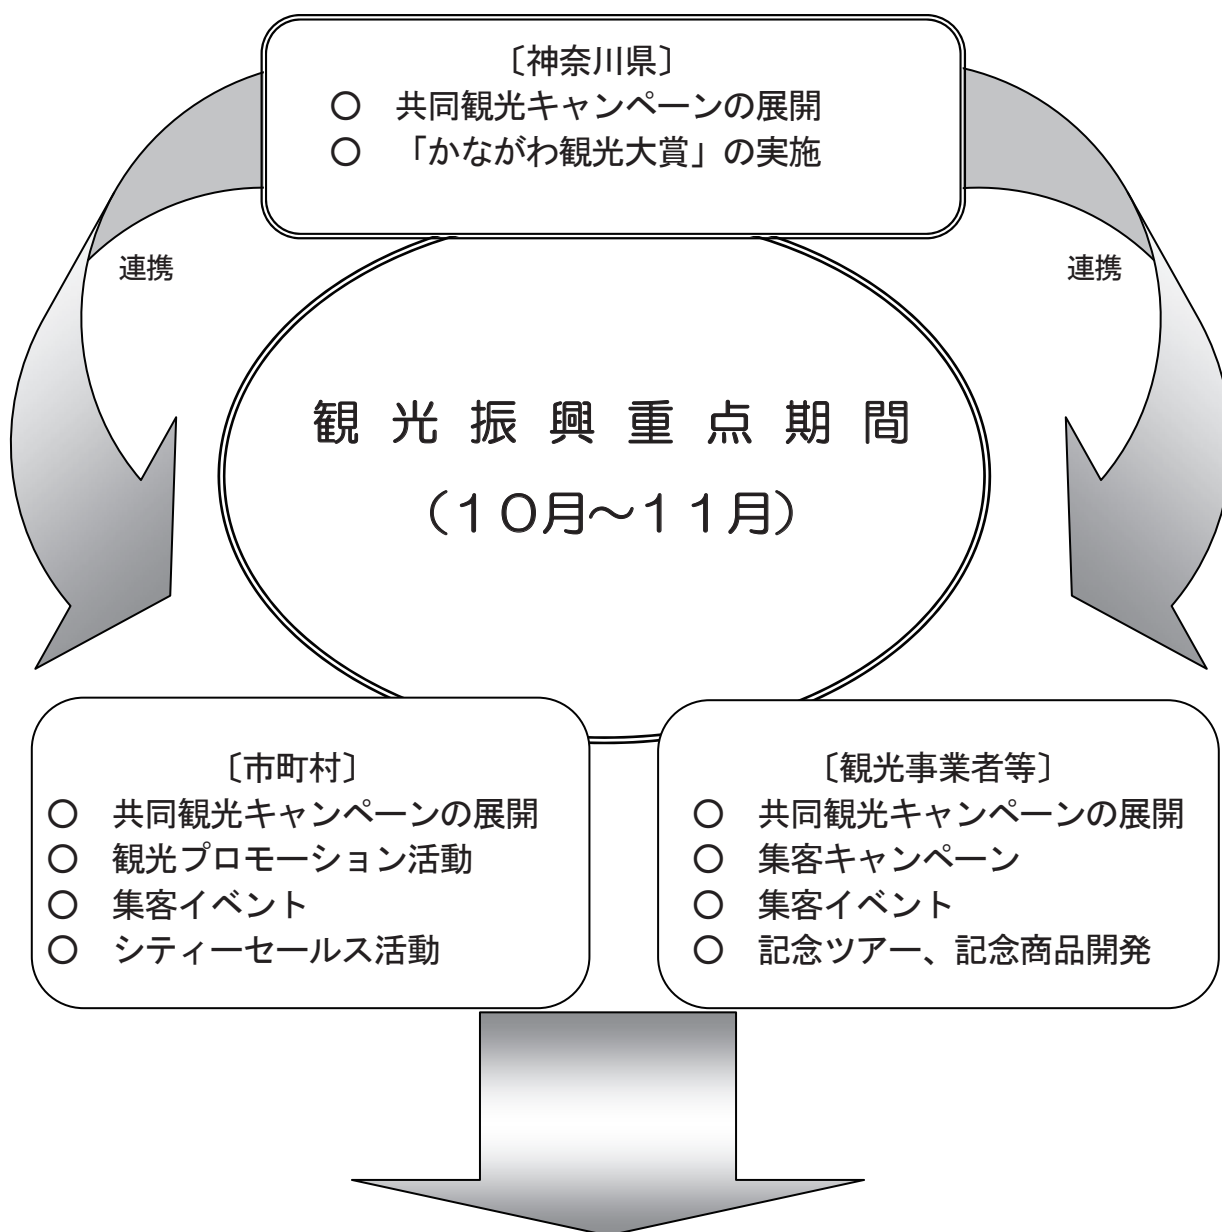 〔神奈川県〕
○ 共同観光キャンペーンの展開
○ 「かながわ観光大賞」の実施
連携
連携
観光振興重点期間
（１０月～１１月）
〔市町村〕
○ 共同観光キャンペーンの展開
○ 観光プロモーション活動
○ 集客イベント
○ シティーセールス活動
〔観光事業者等〕
○ 共同観光キャンペーンの展開
○ 集客キャンペーン
○ 集客イベント
○ 記念ツアー、記念商品開発